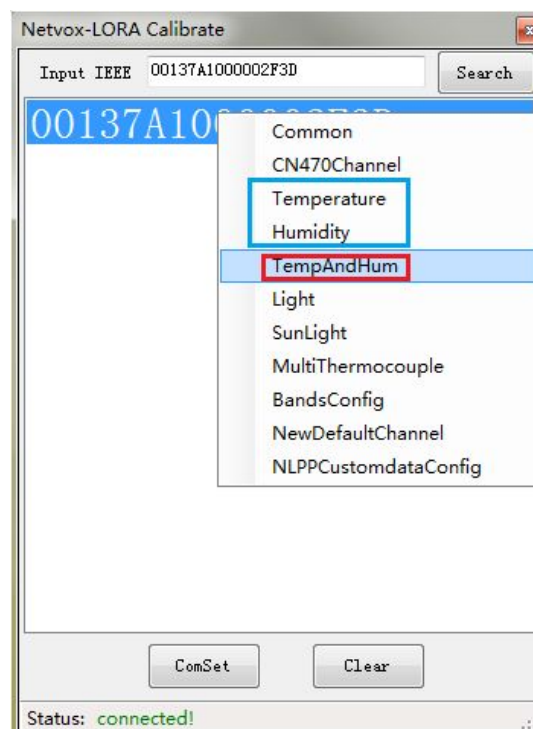 Netvox-LORA Calibrate
x
Input IEEE 00137A1000002F3D Search
00137A1000002F3D
Common
CN470Channel
Temperature
Humidity
TempAndHum
Light
SunLight
MultiThermocouple
BandsConfig
NewDefaultChannel
NLPPCustomdataConfig
ComSet Clear
Status: connected!